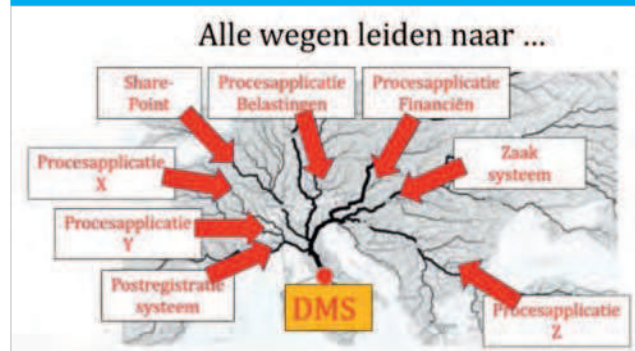 Alle wegen leiden naar ...
Share-
Point
Procesapplicatie
Belastingen
Procesapplicatie
Financiën
Procesapplicatie
X
Zaak
systeem
Procesapplicatie
Y
Postregistratie
systeem
DMS
Procesapplicatie
Z